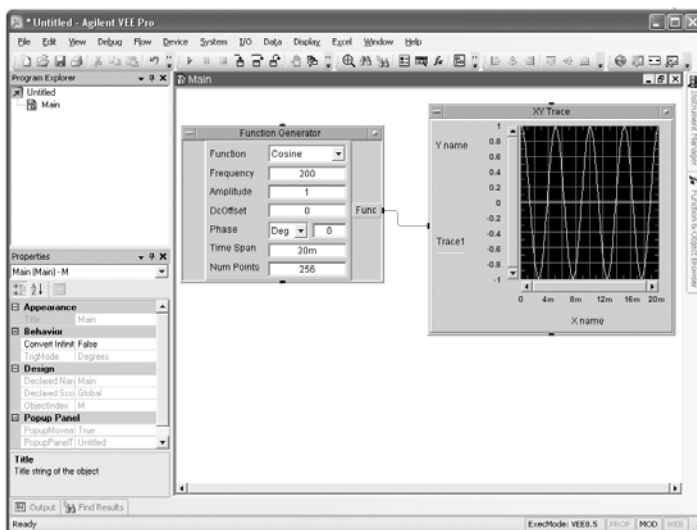 * Untitled - Agilent VEE Pro
File Edit View Debug Flow Device System I/O Data Display Excel Window Help
Program Explorer
Untitled
Main
Main
Function Generator
Function Cosine
Frequency 200
Amplitude 1
DcOffset 0
Phase Deg 0
Time Span 20m
Num Points 256
Func
XY Trace
Y name
Trace1
1
0.8
0.6
0.4
0.2
0
-0.2
-0.4
-0.6
-0.8
-1
0 4m 8m 12m 16m 20m
X name
Instrument Manager
Function & Object Browser
Properties
Main (Main) - M
Appearance
Title Main
Behavior
Convert Infinit False
TrigMode Degrees
Design
Declared Nan Main
Declared Sco Global
ObjectIndex M
Popup Panel
PopupMovea True
PopupPanelT Untitled
Title
Title string of the object
Output Find Results
Ready
ExecMode: VEE8.5 PROF MOD WEB